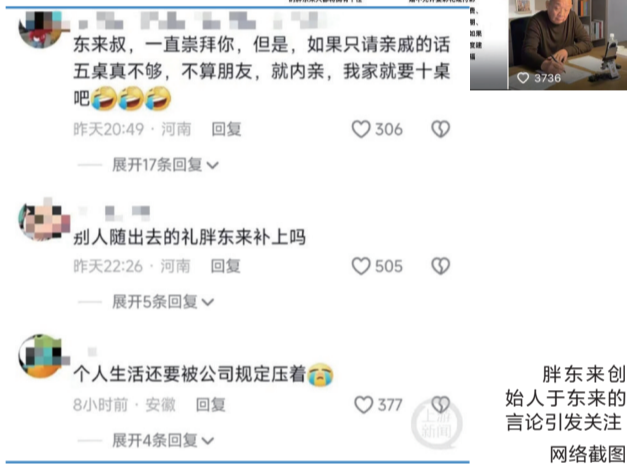 东来叔，一直崇拜你，但是，如果只请亲戚的话
五桌真不够，不算朋友，就内亲，我家就要十桌
吧🤣🤣🤣
昨天20:49 · 河南 回复
306
展开17条回复
别人随出去的礼胖东来补上吗
昨天22:26 · 河南 回复
505
展开5条回复
个人生活还要被公司规定压着😭
8小时前 · 安徽 回复
377
上游新闻
展开4条回复
3736
胖东来创
始人于东来的
言论引发关注
网络截图